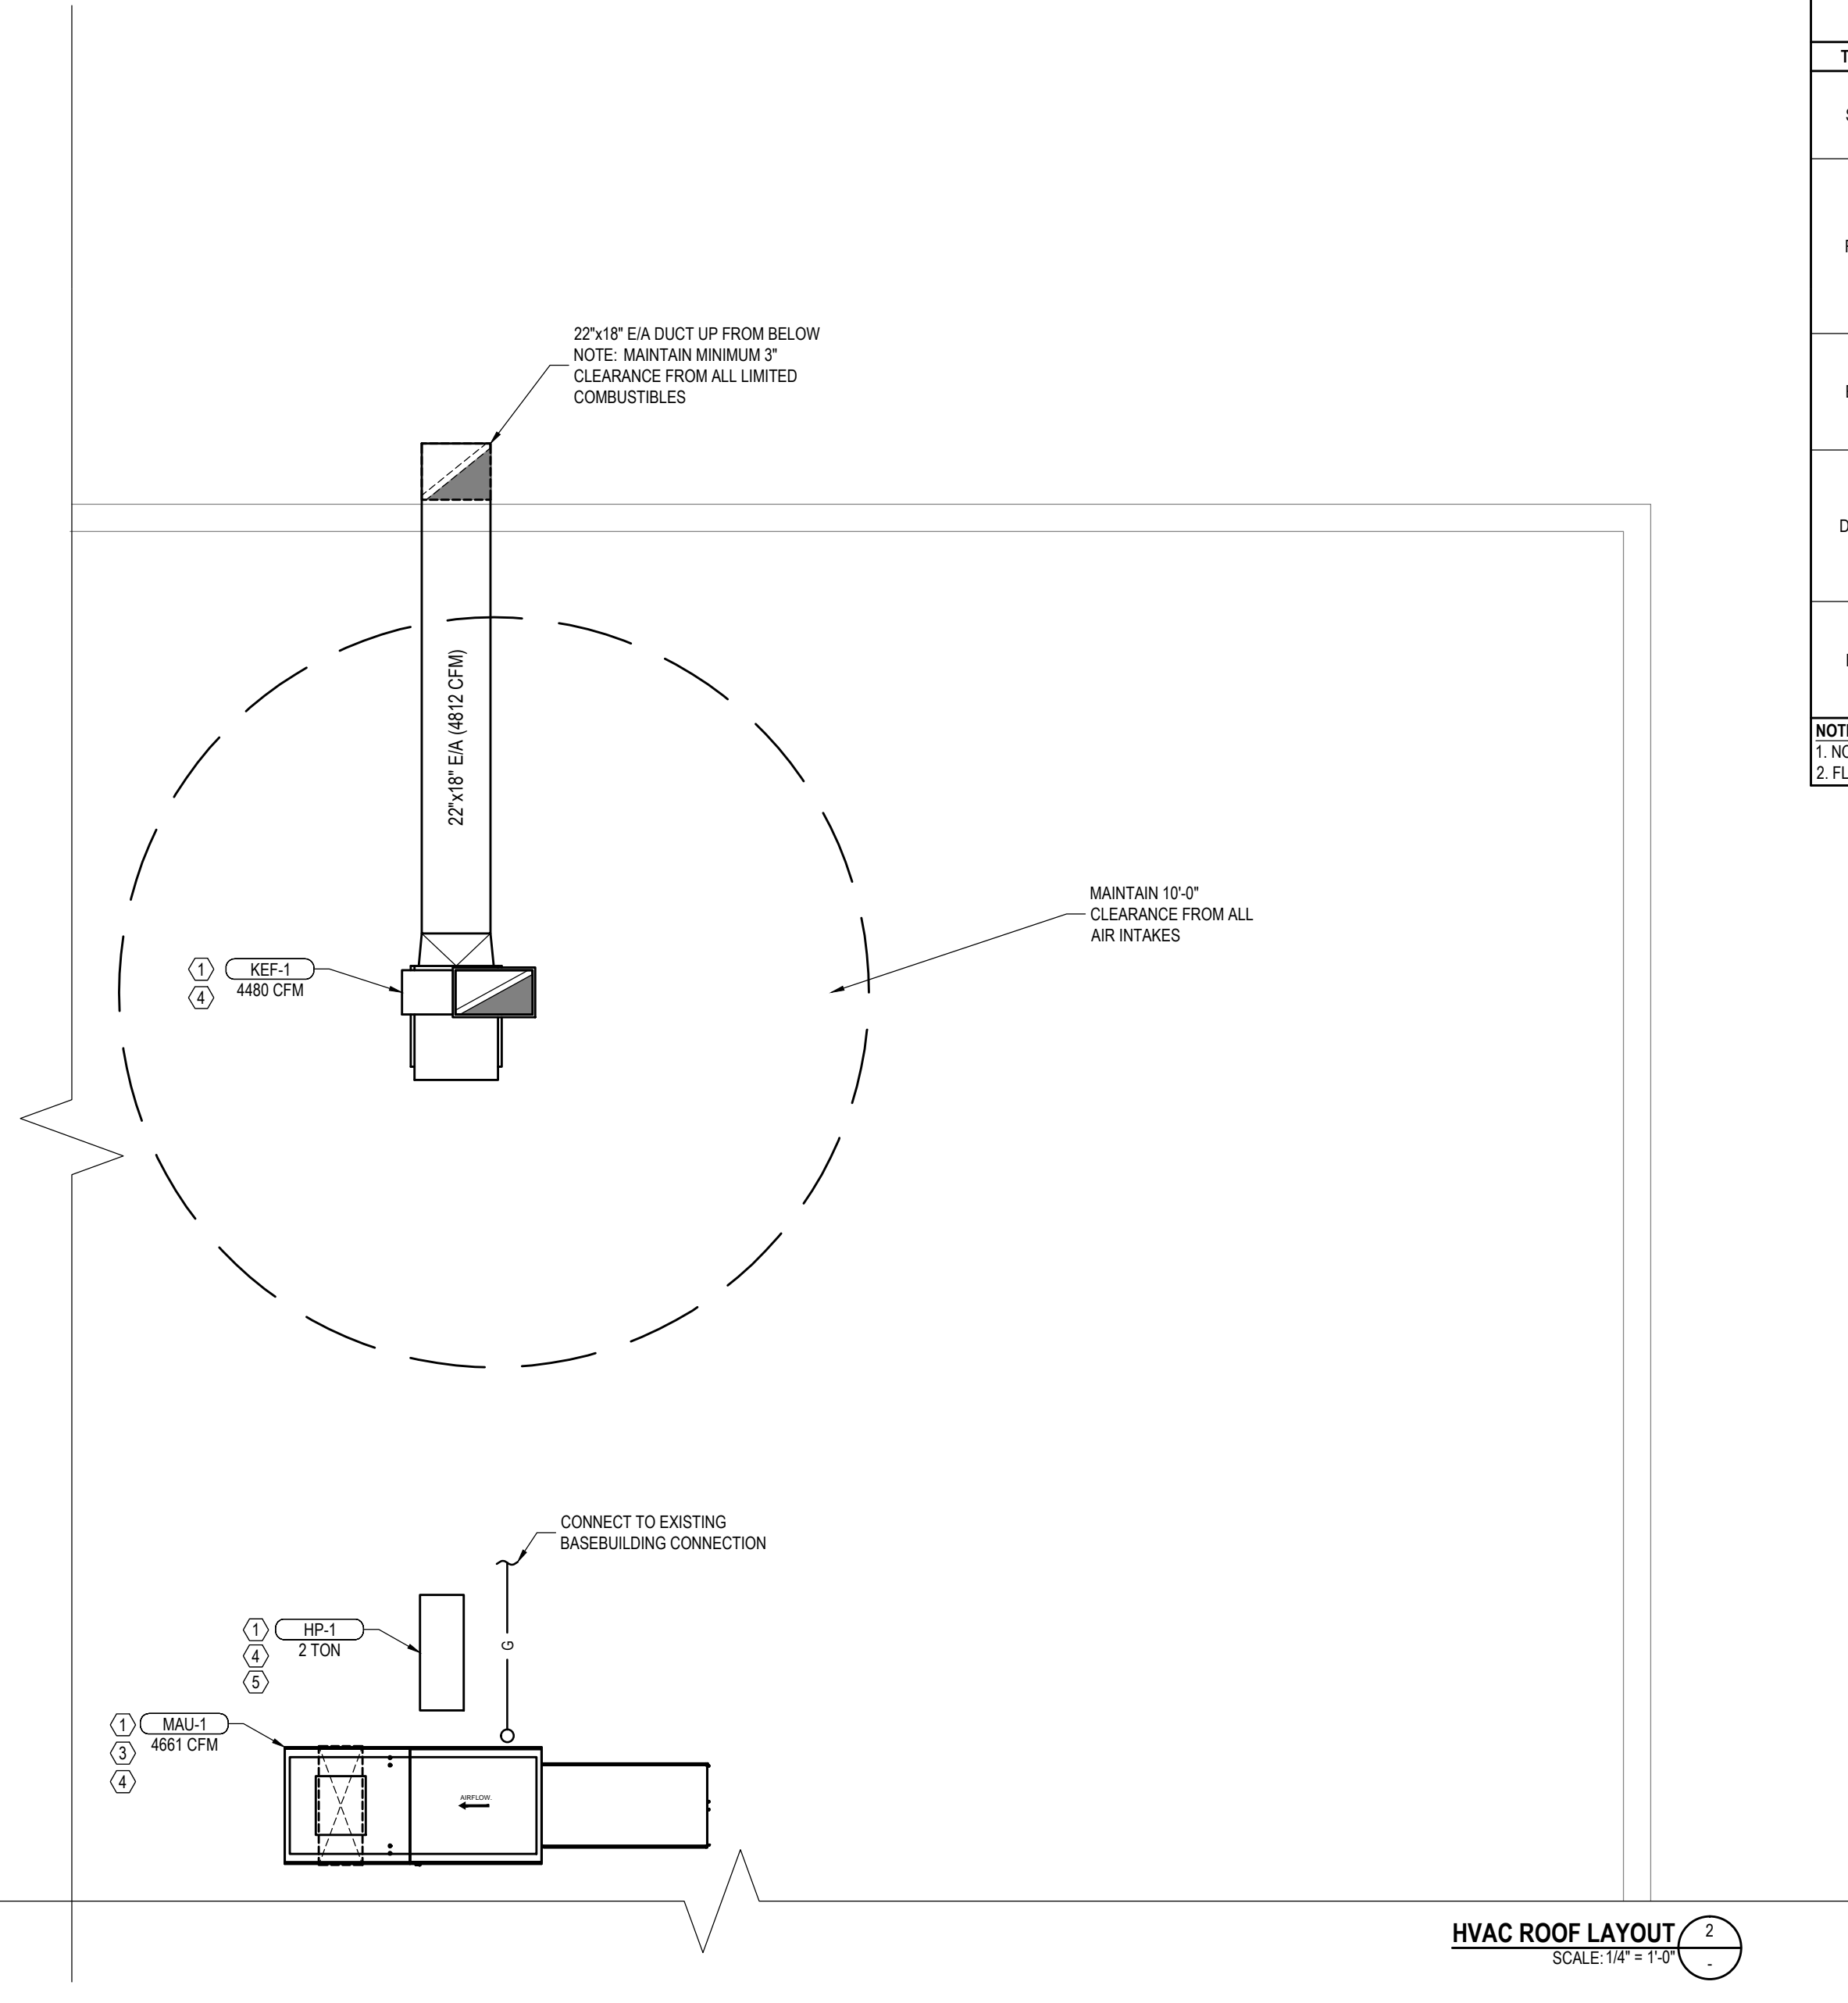 22"x18" E/A DUCT UP FROM BELOW
NOTE: MAINTAIN MINIMUM 3"
CLEARANCE FROM ALL LIMITED
COMBUSTIBLES
22"x18" E/A (4812 CFM)
MAINTAIN 10'-0"
CLEARANCE FROM ALL
AIR INTAKES
1 KEF-1
4 4480 CFM
CONNECT TO EXISTING
BASEBUILDING CONNECTION
G
1 HP-1
4 2 TON
5
1 MAU-1
3 4661 CFM
4
AIRFLOW.
HVAC ROOF LAYOUT 2
SCALE: 1/4" = 1'-0" -
1.
2.